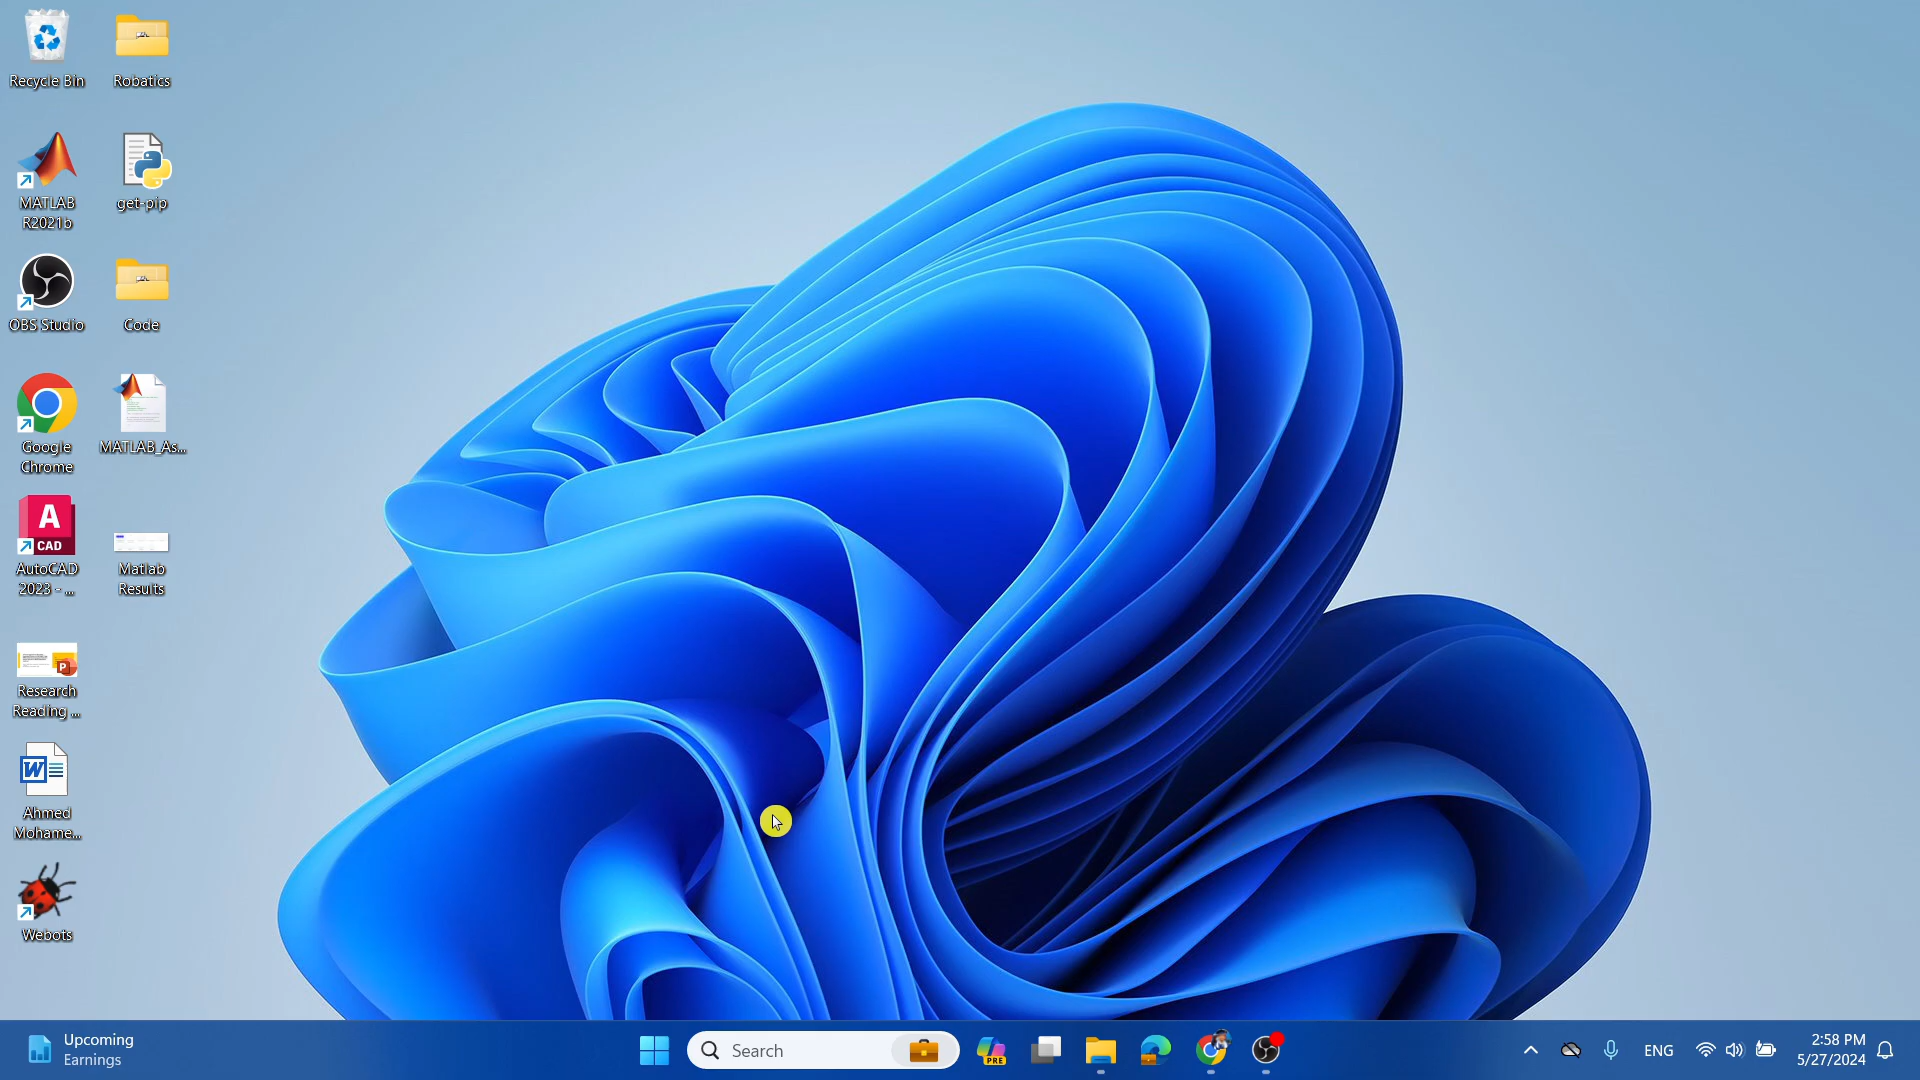 Recycle Bin
Robatics
MATLAB
R2021b
get-pip
OBS Studio
Code
Google
Chrome
MATLAB_As...
A
CAD
AutoCAD
2023 - ...
Matlab
Results
P
Research
Reading ...
W
Ahmed
Mohame...
Webots
Upcoming
Earnings
Search
PRE
ENG
2:58 PM
5/27/2024